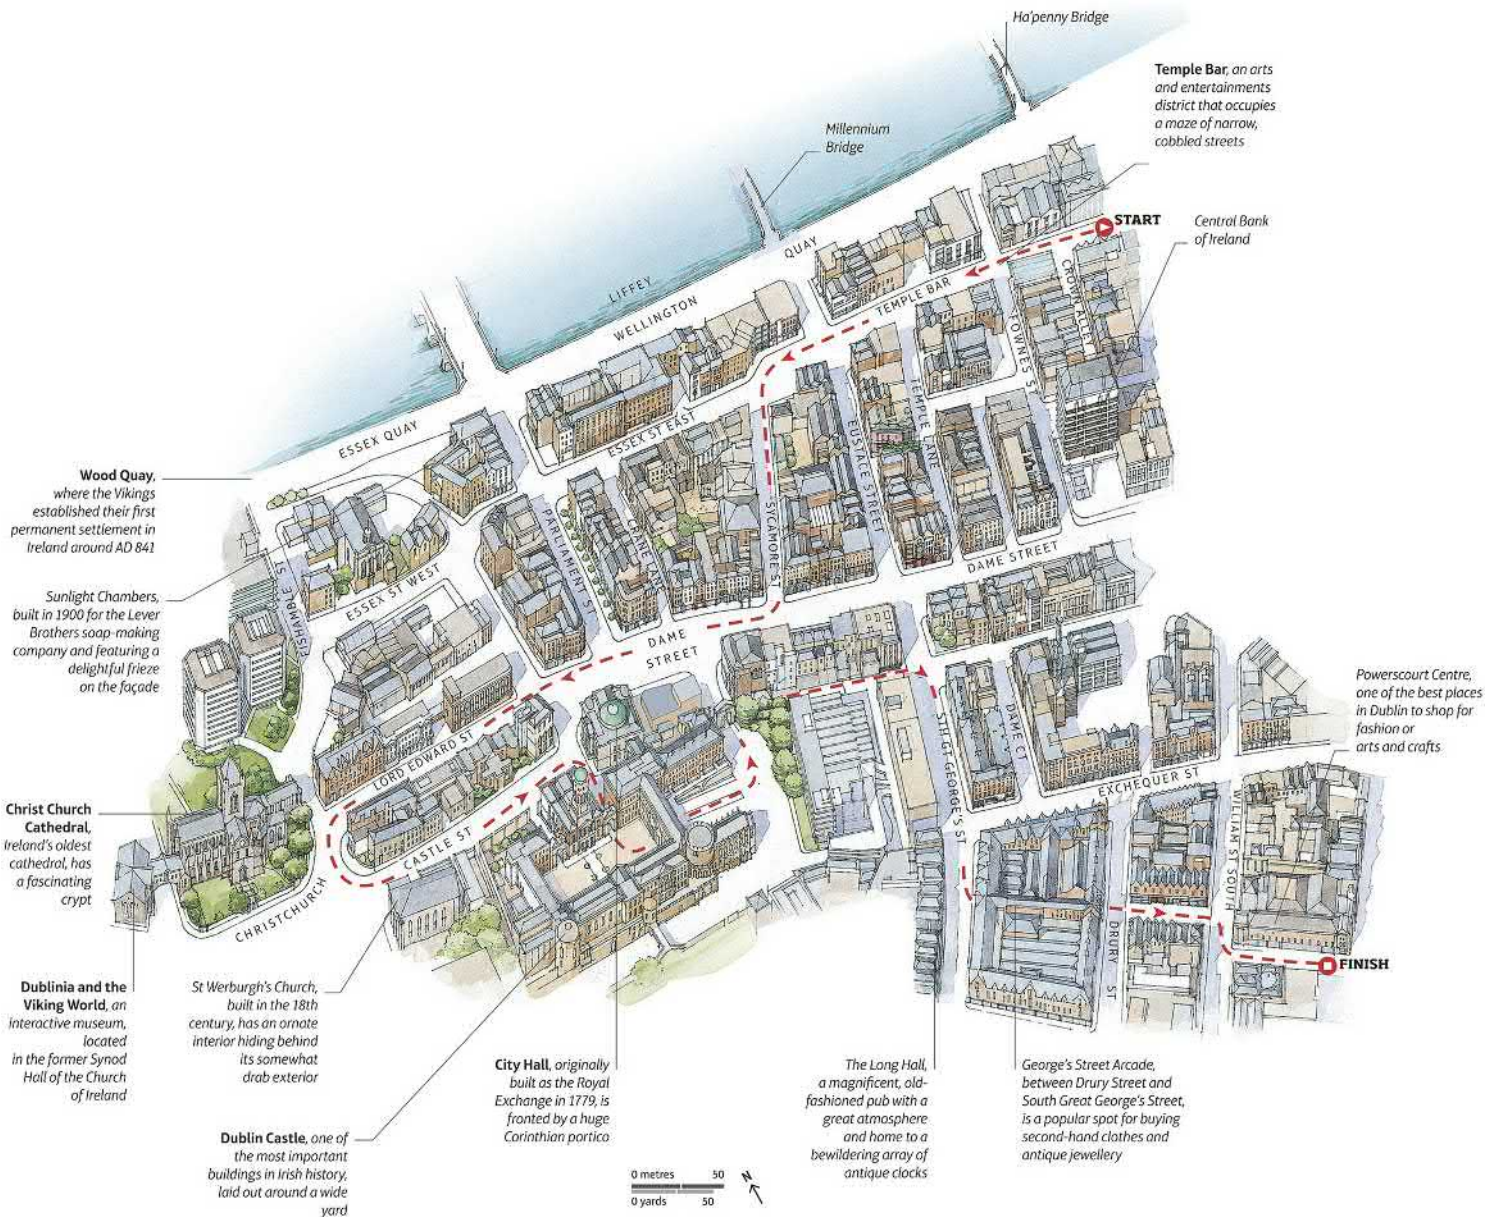 Ha'penny Bridge
Temple Bar, an arts
and entertainments
district that occupies
a maze of narrow,
cobbled streets
Millennium
Bridge
START
Central Bank
of Ireland
QUAY
LIFFEY
WELLINGTON
TEMPLE BAR
CROWN ALLEY
FOWNES ST
TEMPLE LANE
EUSTACE STREET
ESSEX ST EAST
ESSEX QUAY
SYCAMORE ST
CRANE LANE
PARLIAMENT ST
DAME STREET
Wood Quay,
where the Vikings
established their first
permanent settlement in
Ireland around AD 841
FISHAMBLE ST
ESSEX ST WEST
Sunlight Chambers,
built in 1900 for the Lever
Brothers soap-making
company and featuring a
delightful frieze
on the façade
DAME
STREET
Powerscourt Centre,
one of the best places
in Dublin to shop for
fashion or
arts and crafts
LORD EDWARD ST
STH GT GEORGE'S ST
DAME CT
EXCHEQUER ST
WILLIAM ST SOUTH
CASTLE ST
Christ Church
Cathedral,
Ireland's oldest
cathedral, has
a fascinating
crypt
CHRISTCHURCH
DRURY ST
FINISH
Dublinia and the
Viking World, an
interactive museum,
located
in the former Synod
Hall of the Church
of Ireland
St Werburgh's Church,
built in the 18th
century, has an ornate
interior hiding behind
its somewhat
drab exterior
City Hall, originally
built as the Royal
Exchange in 1779, is
fronted by a huge
Corinthian portico
The Long Hall,
a magnificent, old-
fashioned pub with a
great atmosphere
and home to a
bewildering array of
antique clocks
George's Street Arcade,
between Drury Street and
South Great George's Street,
is a popular spot for buying
second-hand clothes and
antique jewellery
Dublin Castle, one of
the most important
buildings in Irish history,
laid out around a wide
yard
0 metres 50
0 yards 50
N